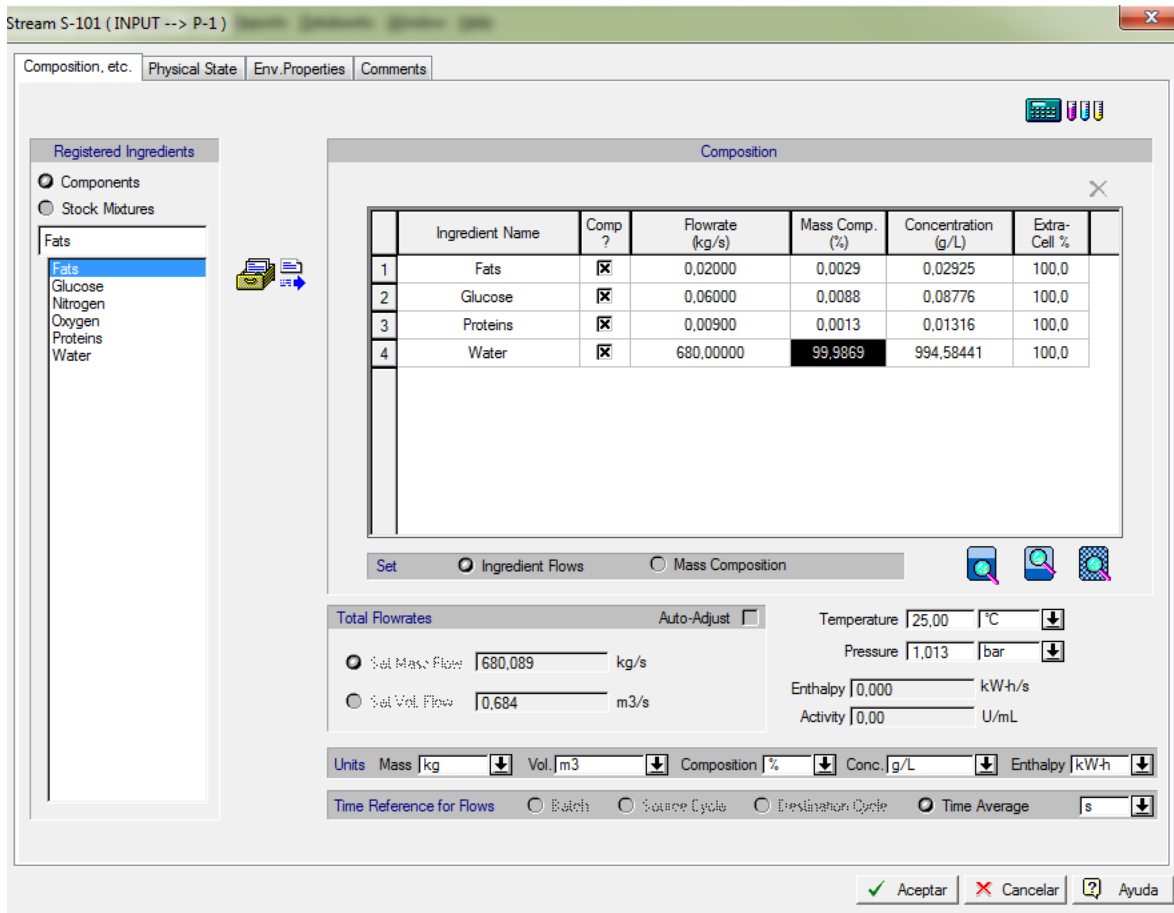 Stream S-101 ( INPUT --> P-1 )
Composition, etc. Physical State Env.Properties Comments
Registered Ingredients
Components
Stock Mixtures
Fats
Fats
Glucose
Nitrogen
Oxygen
Proteins
Water
Composition
Ingredient Name Comp ? Flowrate (kg/s) Mass Comp. (%) Concentration (g/L) Extra-Cell %
1 Fats 0,02000 0,0029 0,02925 100,0
2 Glucose 0,06000 0,0088 0,08776 100,0
3 Proteins 0,00900 0,0013 0,01316 100,0
4 Water 680,00000 99,9869 994,58441 100,0
Set Ingredient Flows Mass Composition
Total Flowrates Auto-Adjust
Set Mass Flow 680,089 kg/s
Set Vol. Flow 0,684 m3/s
Temperature 25,00 °C
Pressure 1,013 bar
Enthalpy 0,000 kW-h/s
Activity 0,00 U/mL
Units Mass kg Vol. m3 Composition % Conc. g/L Enthalpy kW-h
Time Reference for Flows Batch Source Cycle Destination Cycle Time Average s
Aceptar Cancelar Ayuda